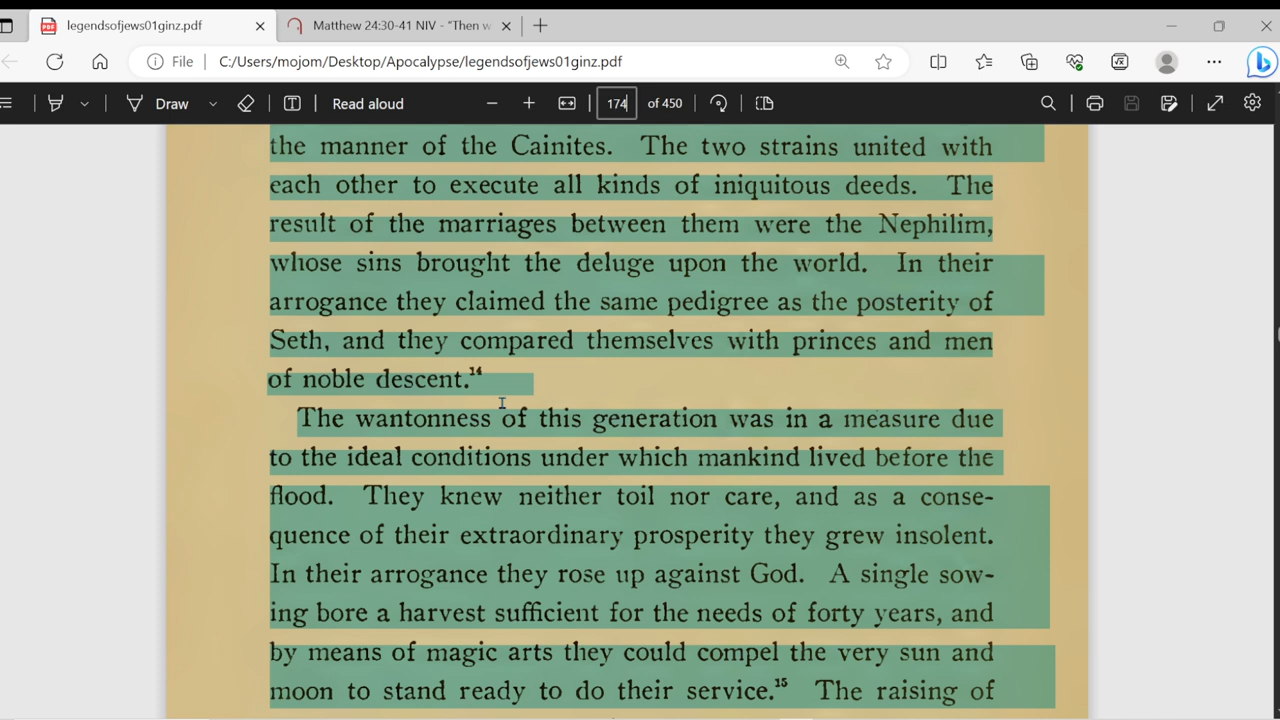 legendsofjews01ginz.pdf
Matthew 24:30-41 NIV - "Then w
File C:/Users/mojom/Desktop/Apocalypse/legendsofjews01ginz.pdf
Draw Read aloud 174 of 450
the manner of the Cainites. The two strains united with
each other to execute all kinds of iniquitous deeds. The
result of the marriages between them were the Nephilim,
whose sins brought the deluge upon the world. In their
arrogance they claimed the same pedigree as the posterity of
Seth, and they compared themselves with princes and men
of noble descent.¹⁴
The wantonness of this generation was in a measure due
to the ideal conditions under which mankind lived before the
flood. They knew neither toil nor care, and as a conse-
quence of their extraordinary prosperity they grew insolent.
In their arrogance they rose up against God. A single sow-
ing bore a harvest sufficient for the needs of forty years, and
by means of magic arts they could compel the very sun and
moon to stand ready to do their service.¹⁵ The raising of